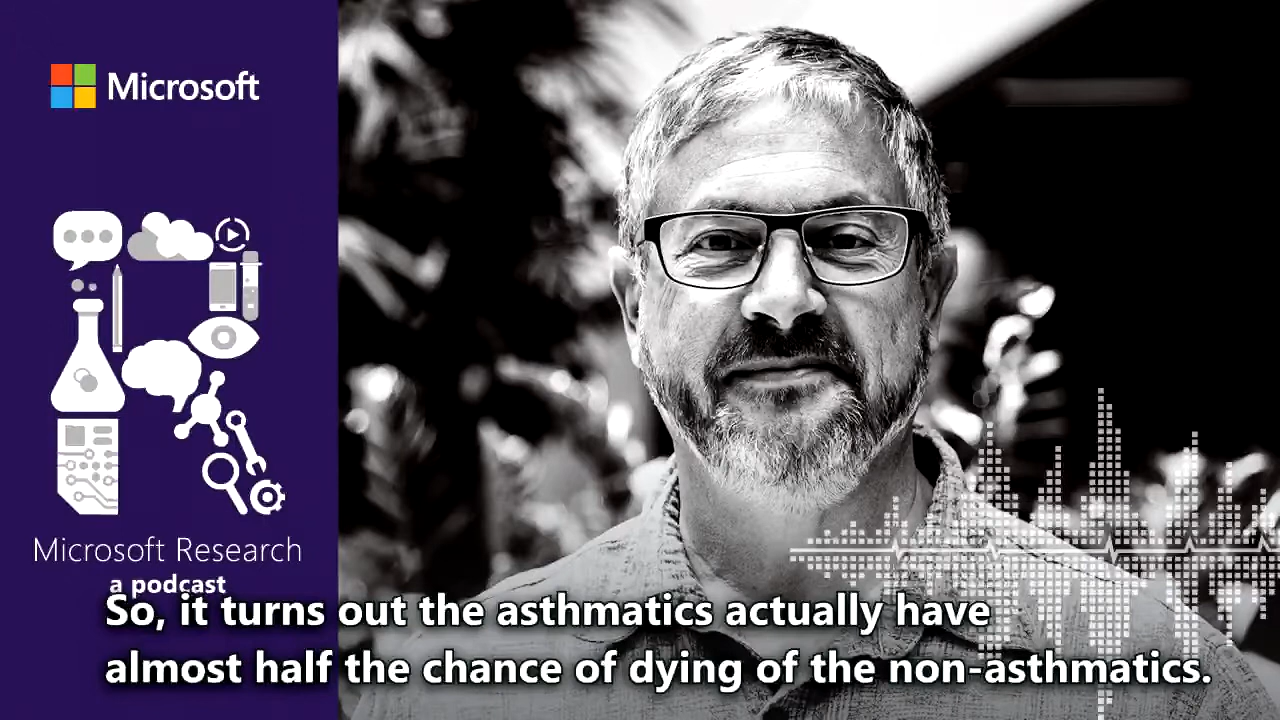 Microsoft
Microsoft Research
a podcast
So, it turns out the asthmatics actually have
almost half the chance of dying of the non-asthmatics.